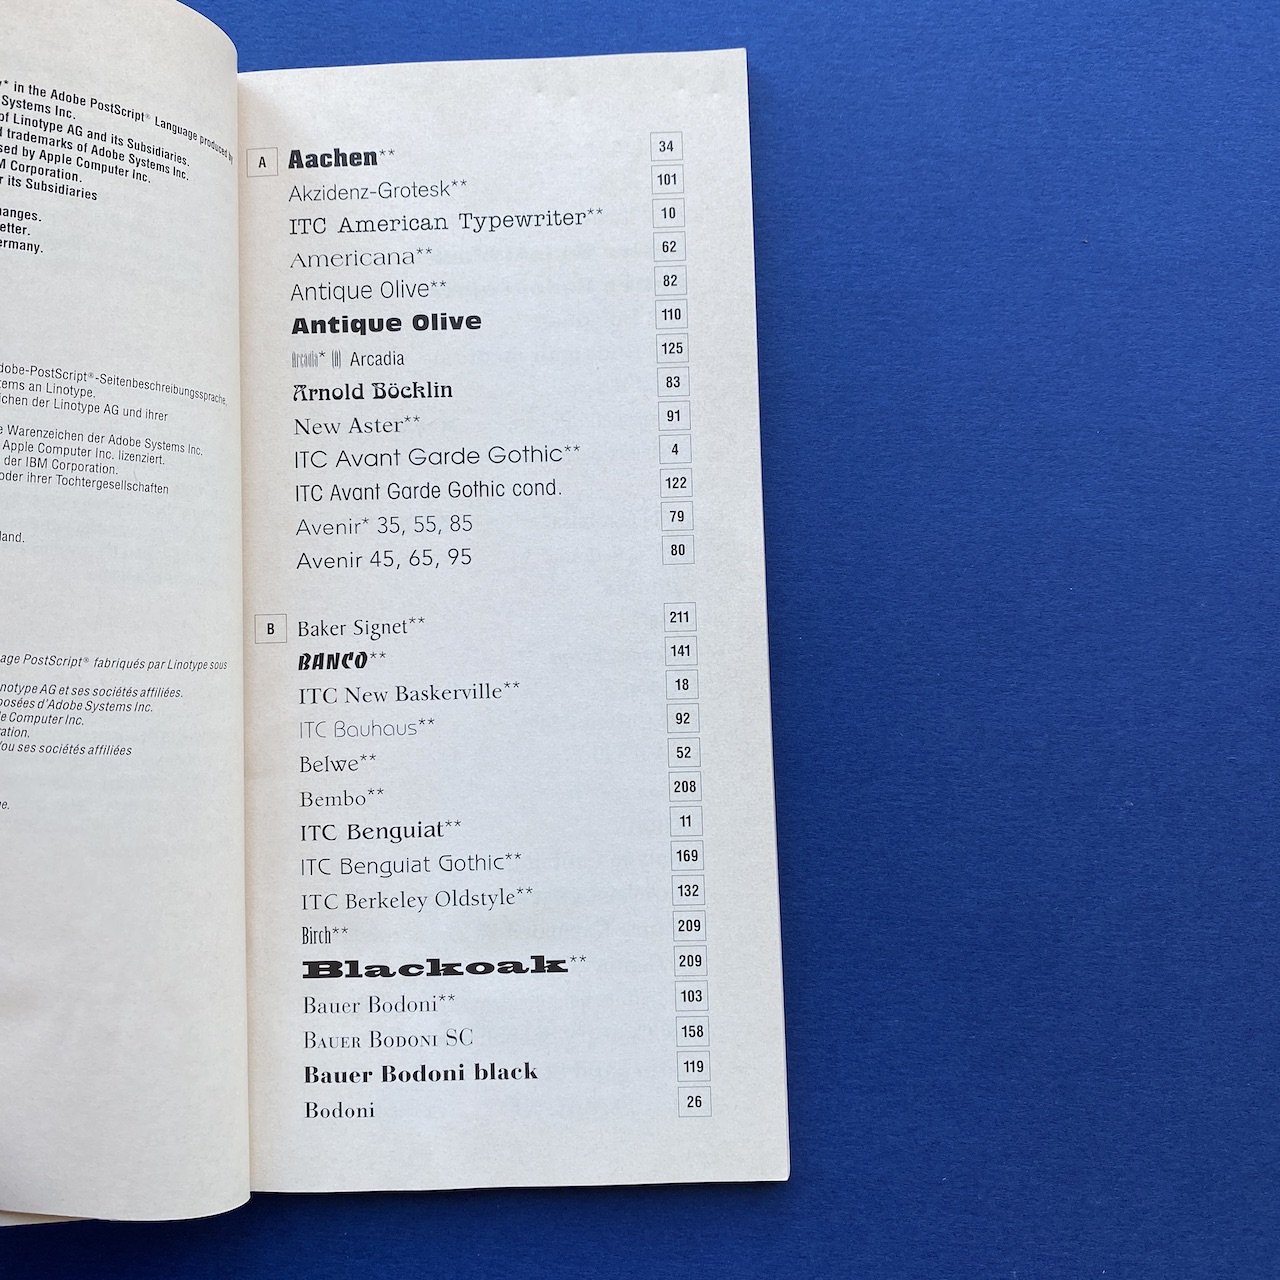 * in the Adobe PostScript® Language produced by
Systems Inc.
of Linotype AG and its Subsidiaries.
trademarks of Adobe Systems Inc.
sed by Apple Computer Inc.
M Corporation.
r its Subsidiaries
hanges.
etter.
ermany.
dobe-PostScript®-Seitenbeschreibungssprache,
tems an Linotype.
ichen der Linotype AG und ihrer
e Warenzeichen der Adobe Systems Inc.
Apple Computer Inc. lizenziert.
der IBM Corporation.
oder ihrer Tochtergesellschaften
land.
age PostScript® fabriqués par Linotype sous
notype AG et ses sociétés affiliées.
posées d'Adobe Systems Inc.
le Computer Inc.
ration.
/ou ses sociétés affiliées
ge.
A Aachen** 34
Akzidenz-Grotesk** 101
ITC American Typewriter** 10
Americana** 62
Antique Olive** 82
Antique Olive 110
Arcadia* (A) Arcadia 125
Arnold Böcklin 83
New Aster** 91
ITC Avant Garde Gothic** 4
ITC Avant Garde Gothic cond. 122
Avenir* 35, 55, 85 79
Avenir 45, 65, 95 80
B Baker Signet** 211
BANCO** 141
ITC New Baskerville** 18
ITC Bauhaus** 92
Belwe** 52
Bembo** 208
ITC Benguiat** 11
ITC Benguiat Gothic** 169
ITC Berkeley Oldstyle** 132
Birch** 209
Blackoak** 209
Bauer Bodoni** 103
BAUER BODONI SC 158
Bauer Bodoni black 119
Bodoni 26